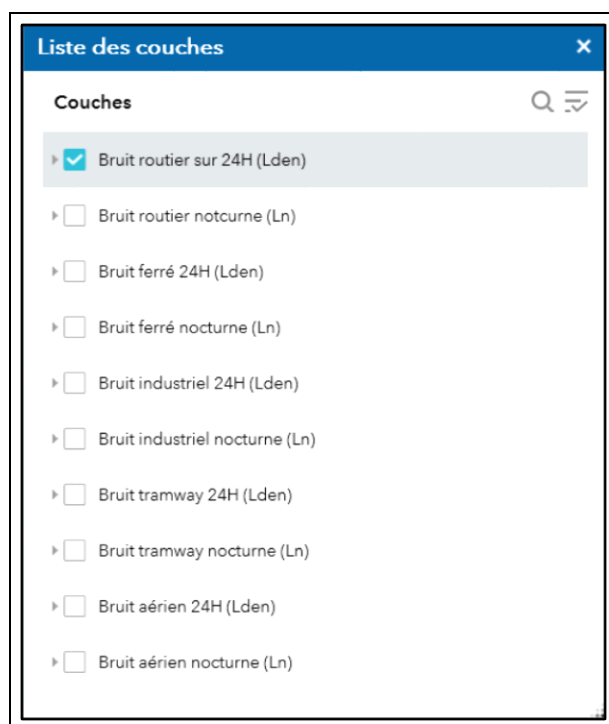 Liste des couches
Couches
Bruit routier sur 24H (Lden)
Bruit routier notcurne (Ln)
Bruit ferré 24H (Lden)
Bruit ferré nocturne (Ln)
Bruit industriel 24H (Lden)
Bruit industriel nocturne (Ln)
Bruit tramway 24H (Lden)
Bruit tramway nocturne (Ln)
Bruit aérien 24H (Lden)
Bruit aérien nocturne (Ln)